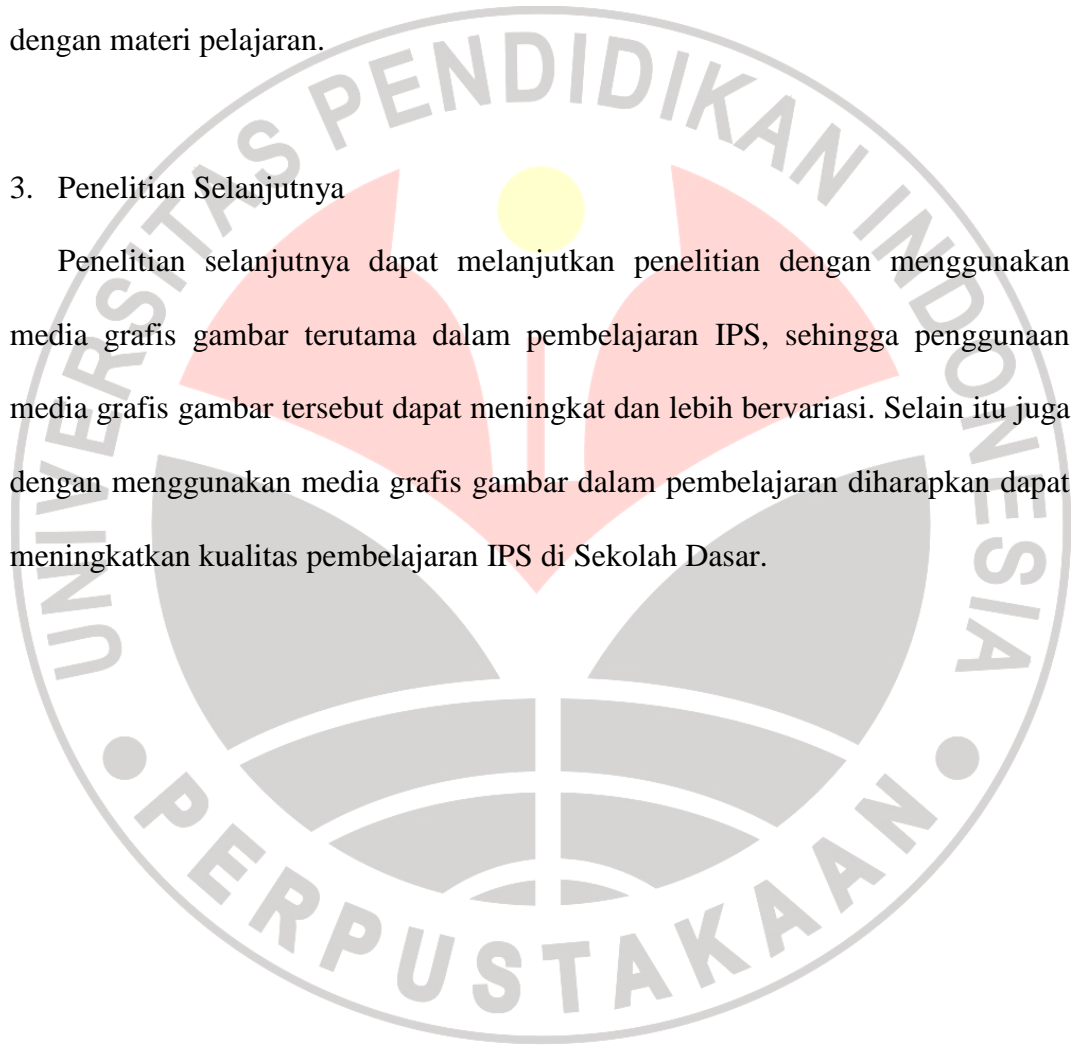 dengan materi pelajaran.
3. Penelitian Selanjutnya
Penelitian selanjutnya dapat melanjutkan penelitian dengan menggunakan
media grafis gambar terutama dalam pembelajaran IPS, sehingga penggunaan
media grafis gambar tersebut dapat meningkat dan lebih bervariasi. Selain itu juga
dengan menggunakan media grafis gambar dalam pembelajaran diharapkan dapat
meningkatkan kualitas pembelajaran IPS di Sekolah Dasar.
UNIVERSITAS PENDIDIKAN INDONESIA
PERPUSTAKAAN